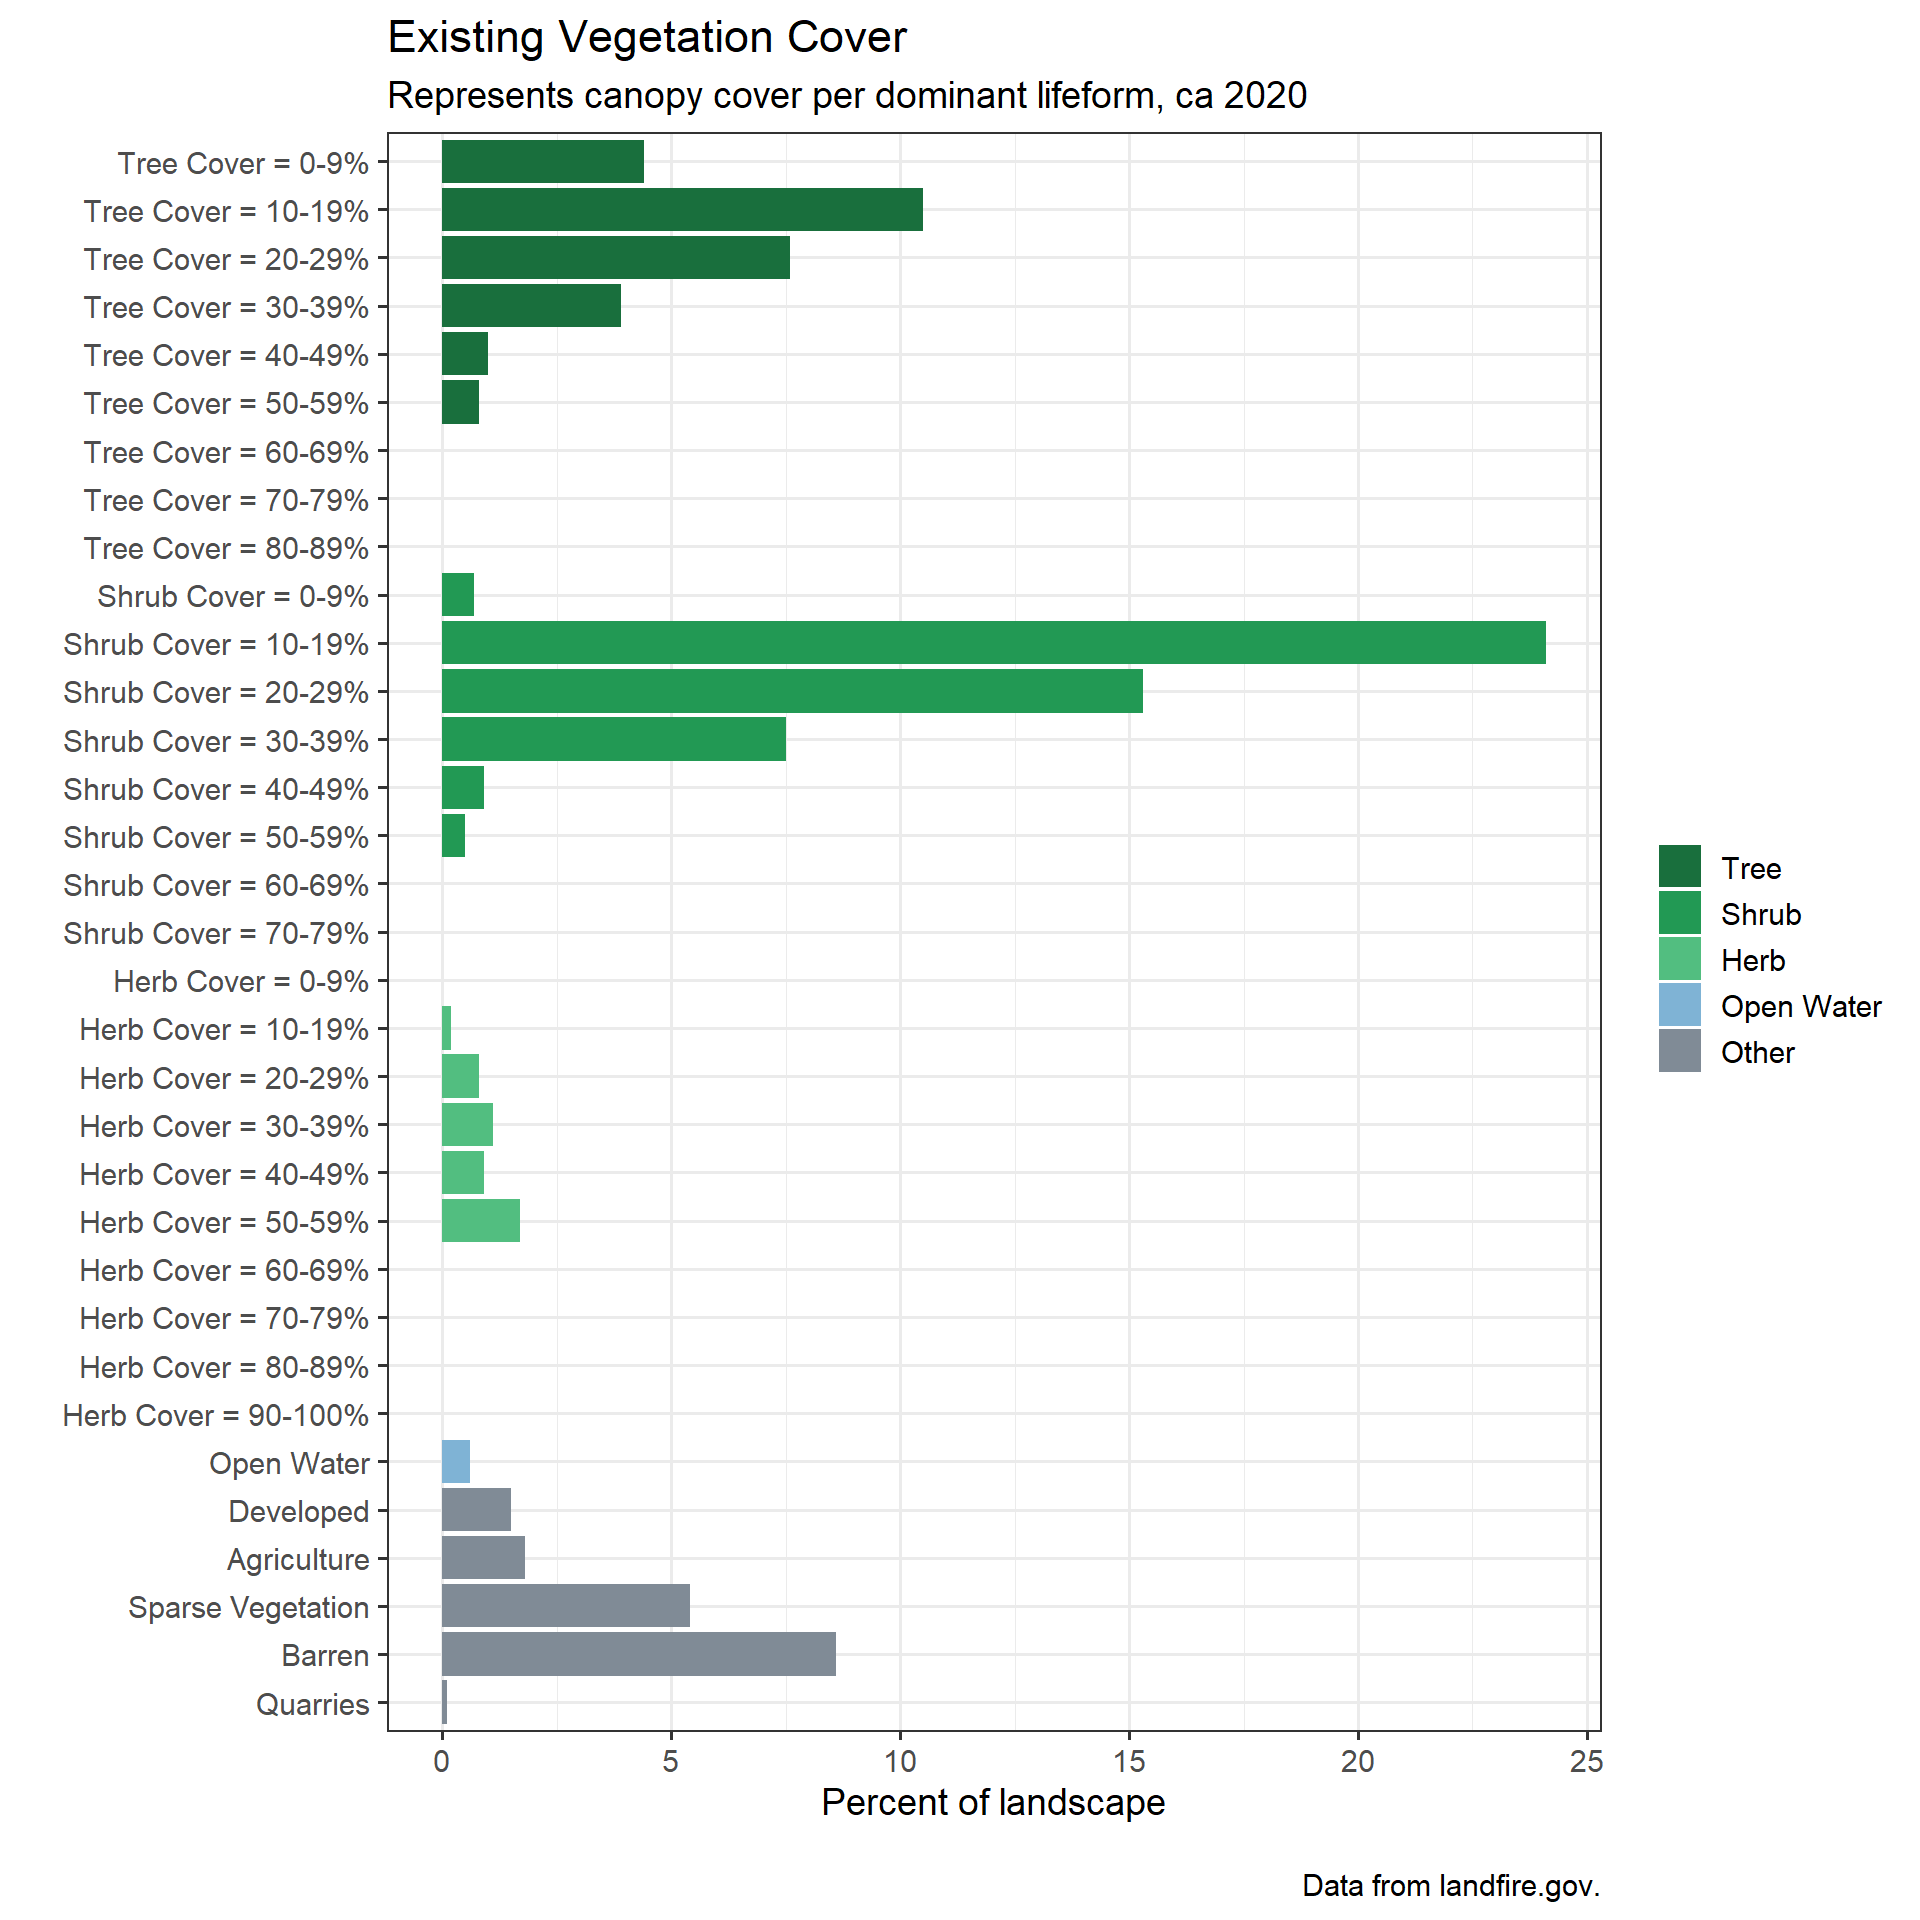 Existing Vegetation Cover
Represents canopy cover per dominant lifeform, ca 2020
Tree Cover = 0-9%
Tree Cover = 10-19%
Tree Cover = 20-29%
Tree Cover = 30-39%
Tree Cover = 40-49%
Tree Cover = 50-59%
Tree Cover = 60-69%
Tree Cover = 70-79%
Tree Cover = 80-89%
Shrub Cover = 0-9%
Shrub Cover = 10-19%
Shrub Cover = 20-29%
Shrub Cover = 30-39%
Shrub Cover = 40-49%
Shrub Cover = 50-59%
Shrub Cover = 60-69%
Shrub Cover = 70-79%
Herb Cover = 0-9%
Herb Cover = 10-19%
Herb Cover = 20-29%
Herb Cover = 30-39%
Herb Cover = 40-49%
Herb Cover = 50-59%
Herb Cover = 60-69%
Herb Cover = 70-79%
Herb Cover = 80-89%
Herb Cover = 90-100%
Open Water
Developed
Agriculture
Sparse Vegetation
Barren
Quarries
0 5 10 15 20 25
Percent of landscape
Tree
Shrub
Herb
Open Water
Other
Data from landfire.gov.